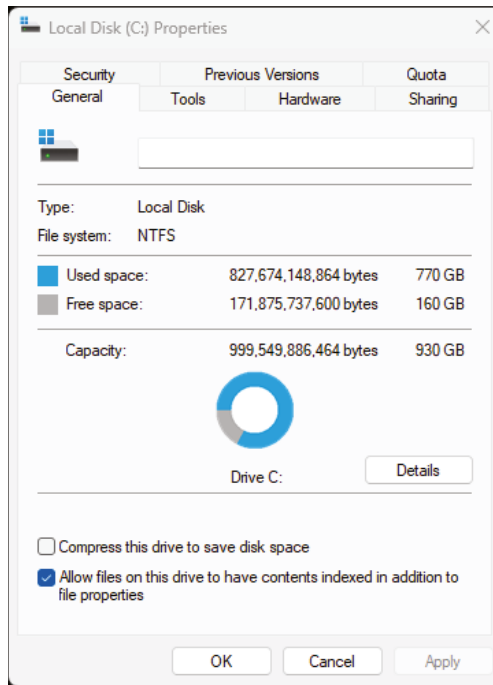 Local Disk (C:) Properties
Security Previous Versions Quota
General Tools Hardware Sharing
Type: Local Disk
File system: NTFS
Used space: 827,674,148,864 bytes 770 GB
Free space: 171,875,737,600 bytes 160 GB
Capacity: 999,549,886,464 bytes 930 GB
Drive C: Details
Compress this drive to save disk space
Allow files on this drive to have contents indexed in addition to
file properties
OK Cancel Apply